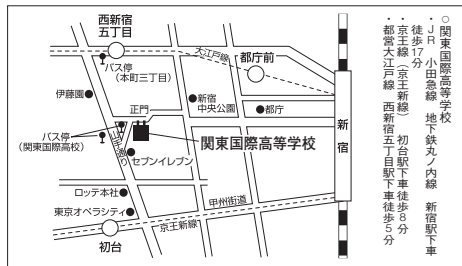 ○関東国際高等学校
・JR 小田急線 地下鉄丸ノ内線 新宿駅下車
徒歩17分
・京王線（京王新線） 初台駅下車徒歩8分
・都営大江戸線 西新宿五丁目駅下車徒歩5分
西新宿
五丁目
大江戸線
都庁前
バス停
（本町三丁目）
伊藤園
正門
新宿
中央公園
都庁
新宿
バス停
（関東国際高校）
関東国際高等学校
セブンイレブン
ロッテ本社
甲州街道
東京オペラシティ
京王新線
初台